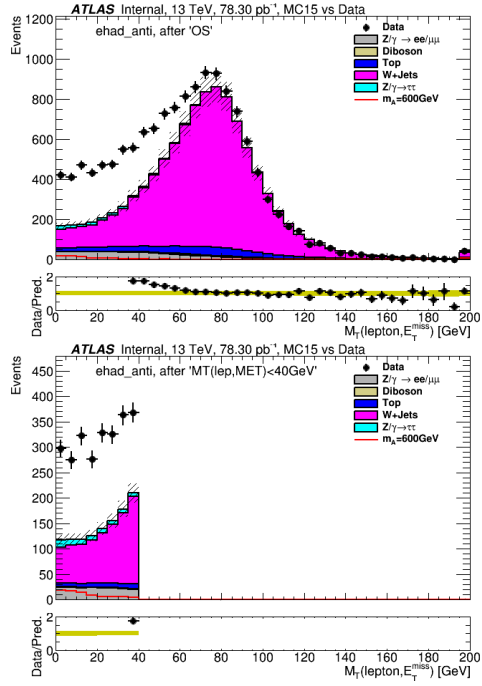 ATLAS Internal, 13 TeV, 78.30 pb⁻¹, MC15 vs Data
Events
ehad_anti, after 'OS'
Data
Z/γ → ee/μμ
Diboson
Top
W+Jets
Z/γ→ττ
m_A=600GeV
1200
1000
800
600
400
200
0
Data/Pred.
2
1
0
0 20 40 60 80 100 120 140 160 180 200
M_T(lepton,E_T^miss) [GeV]
ATLAS Internal, 13 TeV, 78.30 pb⁻¹, MC15 vs Data
Events
ehad_anti, after 'MT(lep,MET)<40GeV'
Data
Z/γ → ee/μμ
Diboson
Top
W+Jets
Z/γ→ττ
m_A=600GeV
450
400
350
300
250
200
150
100
50
0
Data/Pred.
2
1
0
0 20 40 60 80 100 120 140 160 180 200
M_T(lepton,E_T^miss) [GeV]